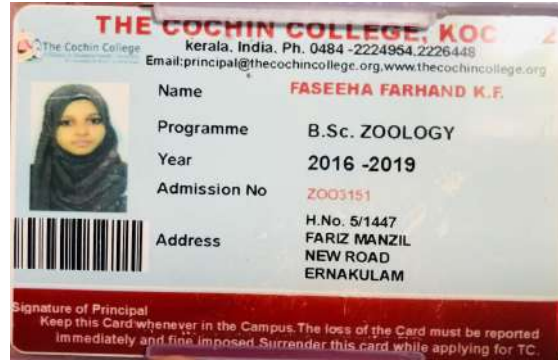 THE COCHIN COLLEGE, KOC
The Cochin College
kerala. India. Ph. 0484 -2224954.2226448
Email:principal@thecochincollege.org,www.thecochincollege.org
Name FASEEHA FARHAND K.F.
Programme B.Sc. ZOOLOGY
Year 2016 -2019
Admission No ZOO3151
Address H.No. 5/1447
FARIZ MANZIL
NEW ROAD
ERNAKULAM
Signature of Principal
Keep this Card whenever in the Campus.The loss of the Card must be reported
immediately and fine imposed Surrender this card while applying for TC.